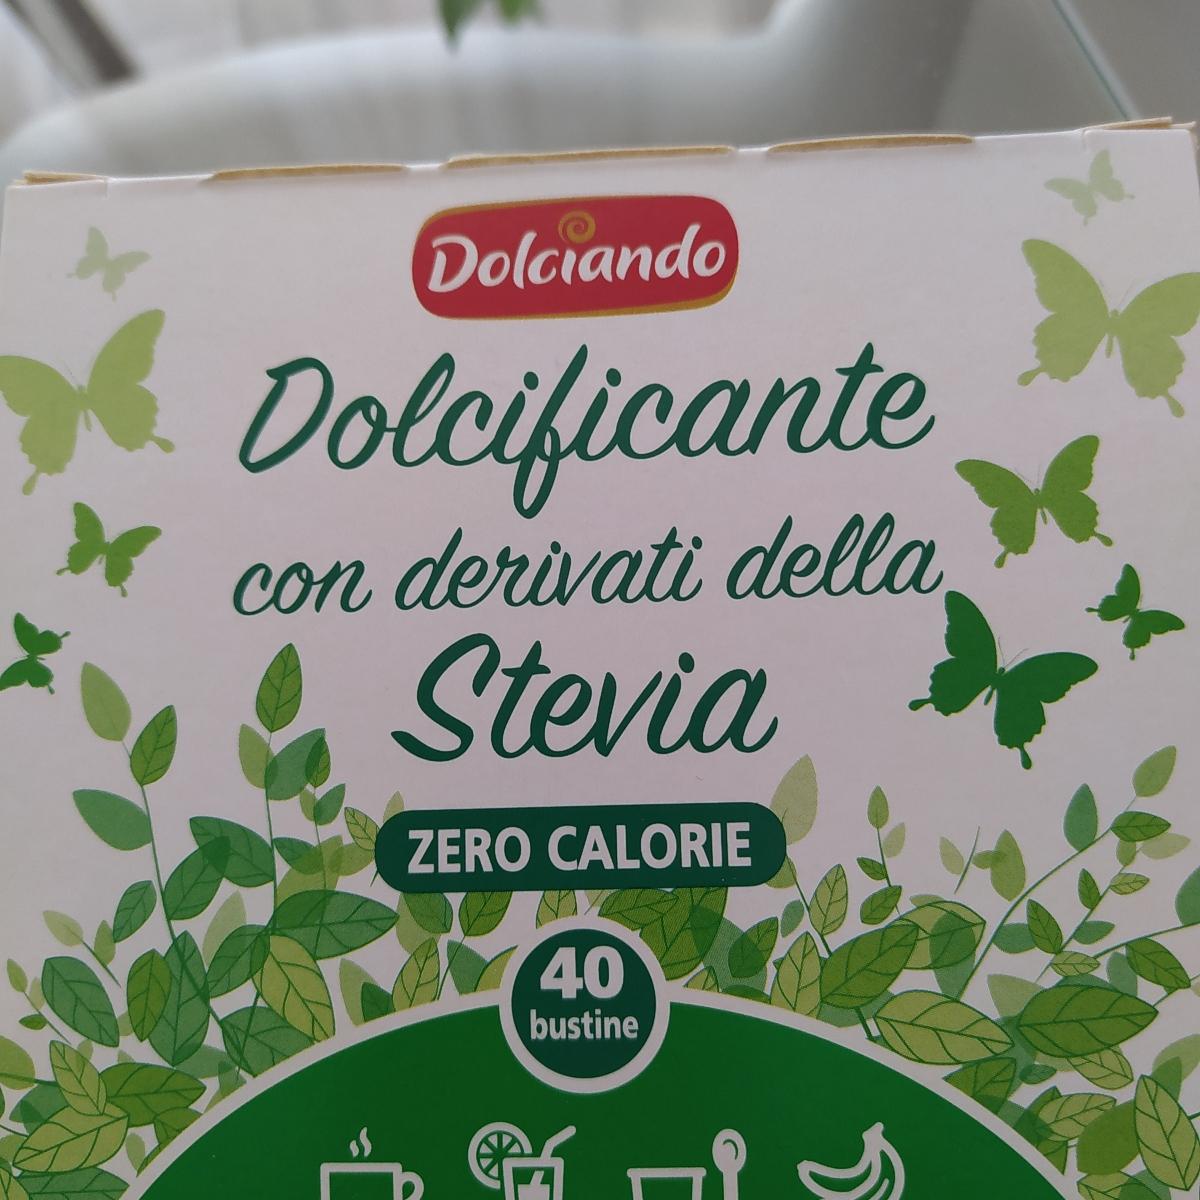 Dolciando
Dolcificante
con derivati della
Stevia
ZERO CALORIE
40
bustine